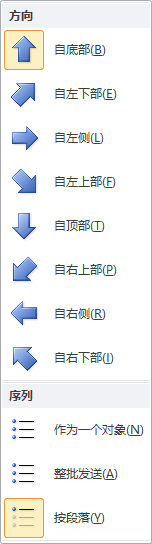 方向
自底部(B)
自左下部(E)
自左侧(L)
自左上部(F)
自顶部(T)
自右上部(P)
自右侧(R)
自右下部(I)
序列
作为一个对象(N)
整批发送(A)
按段落(Y)